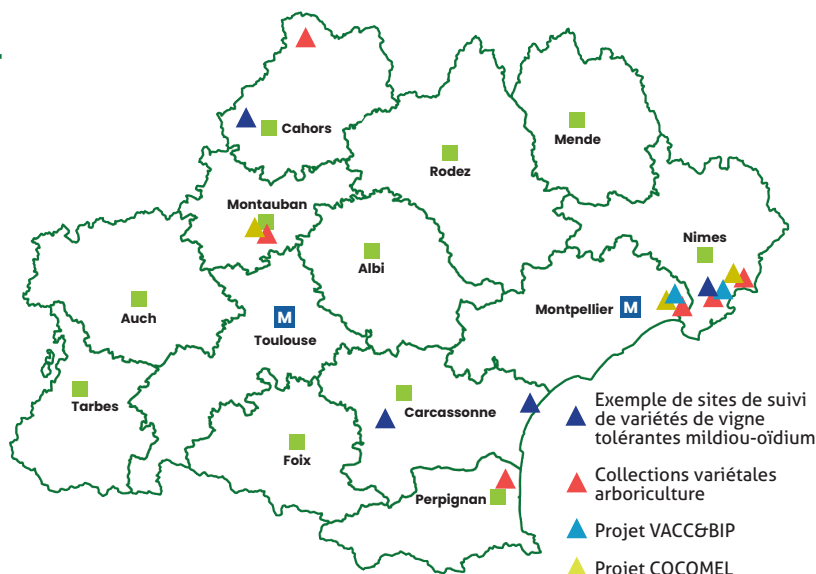 Cahors
Mende
Rodez
Montauban
Nimes
Albi
Auch
M
Toulouse
Montpellier
M
Tarbes
Carcassonne
Foix
Perpignan
Exemple de sites de suivi
de variétés de vigne
tolérantes mildiou-oïdium
Collections variétales
arboriculture
Projet VACC&BIP
Projet COCOMEL